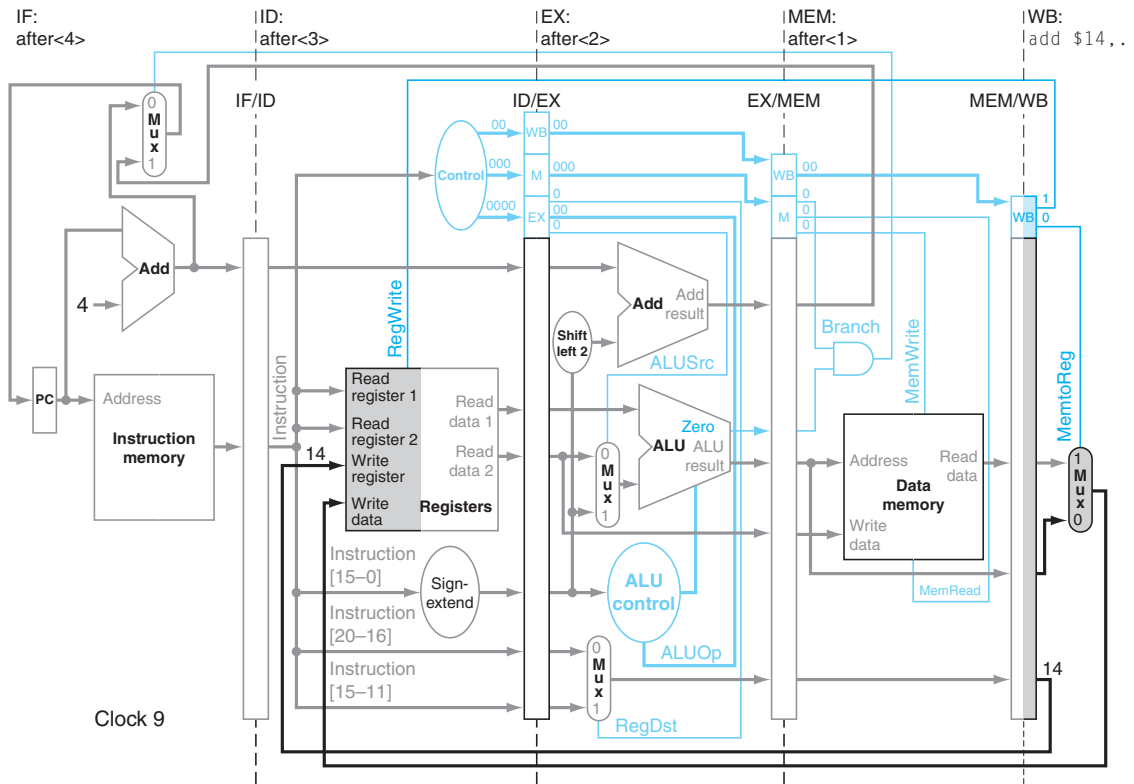 IF:
after<4>
ID:
after<3>
EX:
after<2>
MEM:
after<1>
WB:
add $14,.
IF/ID
ID/EX
EX/MEM
MEM/WB
0
Mux
1
Control
00
000
0000
WB
M
EX
00
000
0
00
0
WB
M
00
0
0
0
WB
1
0
Add
4
RegWrite
Shift
left 2
Add
Add
result
ALUSrc
Branch
MemWrite
MemtoReg
PC
Address
Instruction
memory
Instruction
Read
register 1
Read
register 2
14
Write
register
Write
data
Registers
Read
data 1
Read
data 2
0
Mux
1
Zero
ALU
ALU
result
Address
Read
data
Data
memory
Write
data
MemRead
1
Mux
0
Instruction
[15–0]
Sign-
extend
ALU
control
Instruction
[20–16]
ALUOp
Instruction
[15–11]
0
Mux
1
RegDst
14
Clock 9